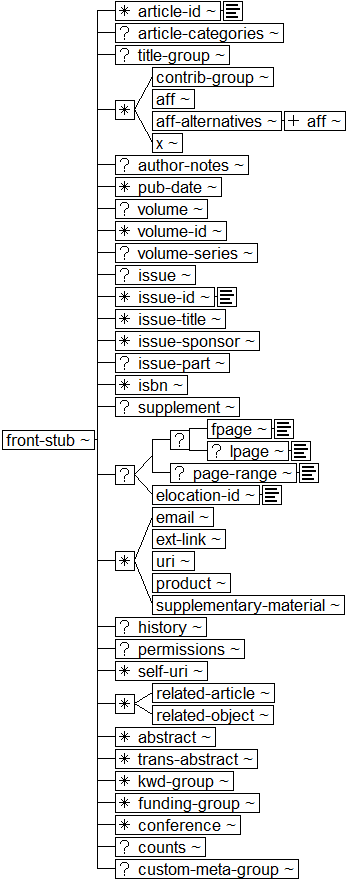 * article-id ~
? article-categories ~
? title-group ~
contrib-group ~
*
aff ~
aff-alternatives ~ + aff ~
x ~
? author-notes ~
* pub-date ~
? volume ~
* volume-id ~
? volume-series ~
? issue ~
* issue-id ~
* issue-title ~
* issue-sponsor ~
? issue-part ~
* isbn ~
? supplement ~
front-stub ~
?
?
fpage ~
? lpage ~
? page-range ~
elocation-id ~
*
email ~
ext-link ~
uri ~
product ~
supplementary-material ~
? history ~
? permissions ~
* self-uri ~
*
related-article ~
related-object ~
* abstract ~
* trans-abstract ~
* kwd-group ~
* funding-group ~
* conference ~
? counts ~
? custom-meta-group ~